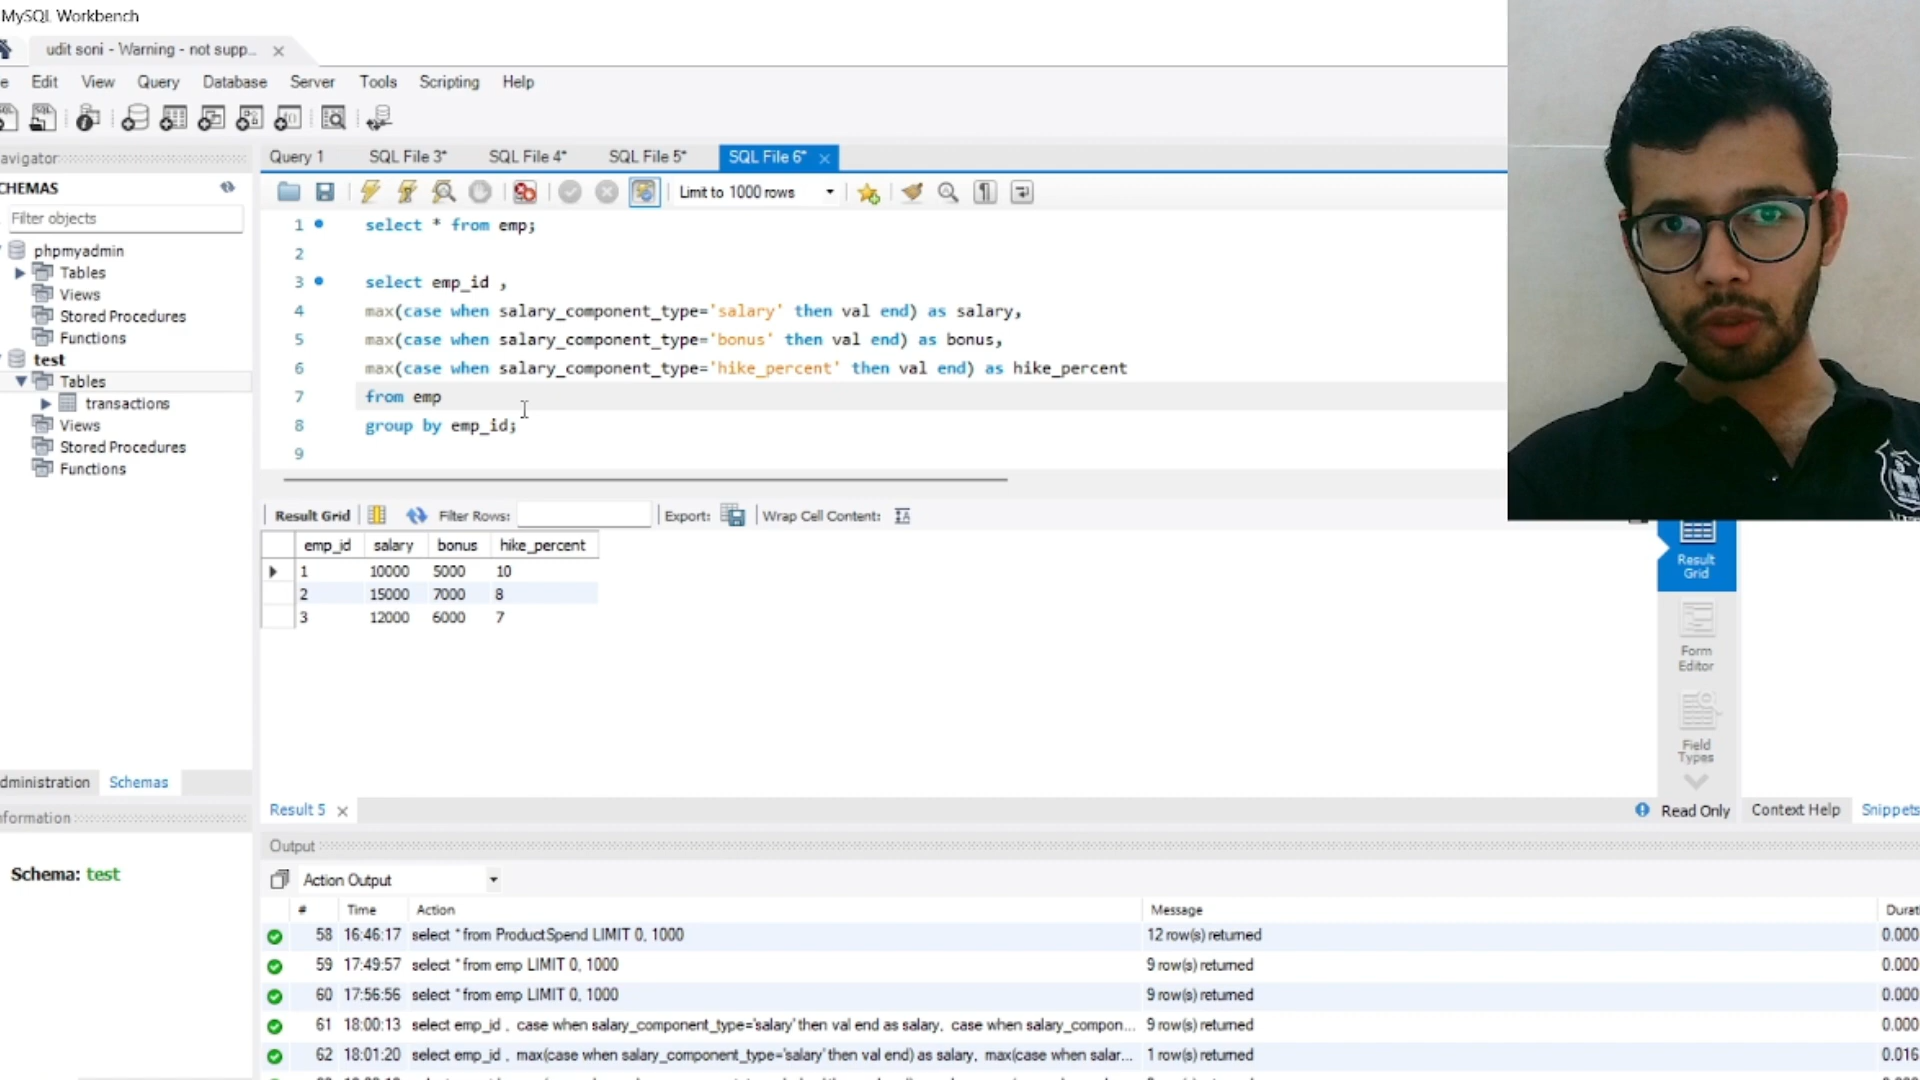 MySQL Workbench
udit soni - Warning - not supp...
Edit View Query Database Server Tools Scripting Help
avigator
CHEMAS
Filter objects
phpmyadmin
Tables
Views
Stored Procedures
Functions
test
Tables
transactions
Views
Stored Procedures
Functions
dministration Schemas
nformation
Schema: test
Query 1 SQL File 3* SQL File 4* SQL File 5* SQL File 6*
Limit to 1000 rows
1 select * from emp;
2
3 select emp_id ,
4 max(case when salary_component_type='salary' then val end) as salary,
5 max(case when salary_component_type='bonus' then val end) as bonus,
6 max(case when salary_component_type='hike_percent' then val end) as hike_percent
7 from emp
8 group by emp_id;
9
Result Grid Filter Rows: Export: Wrap Cell Content:
emp_id salary bonus hike_percent
1 10000 5000 10
2 15000 7000 8
3 12000 6000 7
Result
Grid
Form
Editor
Field
Types
Result 5
Read Only Context Help Snippets
Output
Action Output
# Time Action Message Durat
58 16:46:17 select * from ProductSpend LIMIT 0, 1000 12 row(s) returned 0.000
59 17:49:57 select * from emp LIMIT 0, 1000 9 row(s) returned 0.000
60 17:56:56 select * from emp LIMIT 0, 1000 9 row(s) returned 0.000
61 18:00:13 select emp_id , case when salary_component_type='salary' then val end as salary, case when salary_compon... 9 row(s) returned 0.000
62 18:01:20 select emp_id , max(case when salary_component_type='salary' then val end) as salary, max(case when salar... 1 row(s) returned 0.016